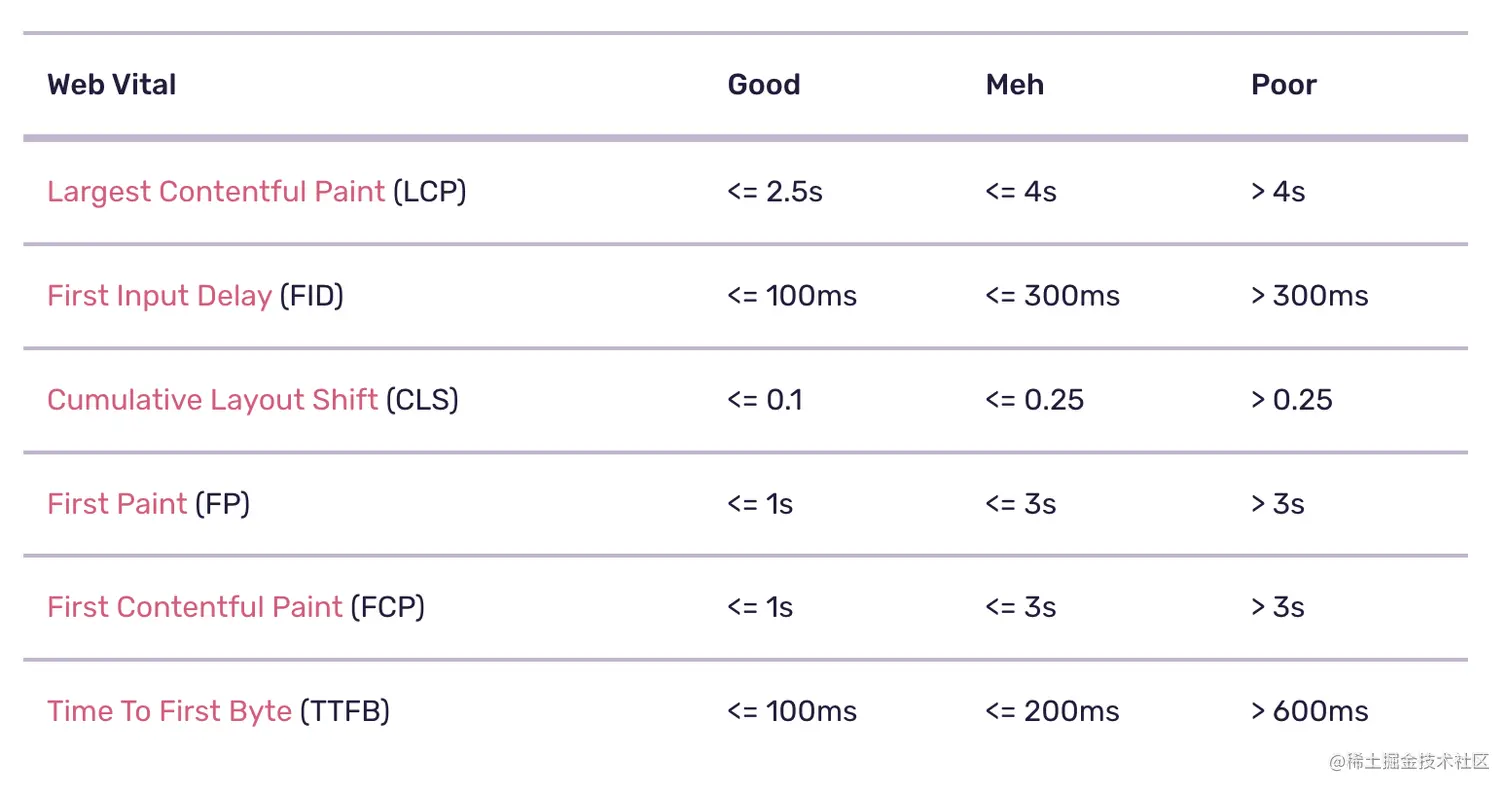 Web Vital Good Meh Poor
Largest Contentful Paint (LCP) <= 2.5s <= 4s > 4s
First Input Delay (FID) <= 100ms <= 300ms > 300ms
Cumulative Layout Shift (CLS) <= 0.1 <= 0.25 > 0.25
First Paint (FP) <= 1s <= 3s > 3s
First Contentful Paint (FCP) <= 1s <= 3s > 3s
Time To First Byte (TTFB) <= 100ms <= 200ms > 600ms
@稀土掘金技术社区